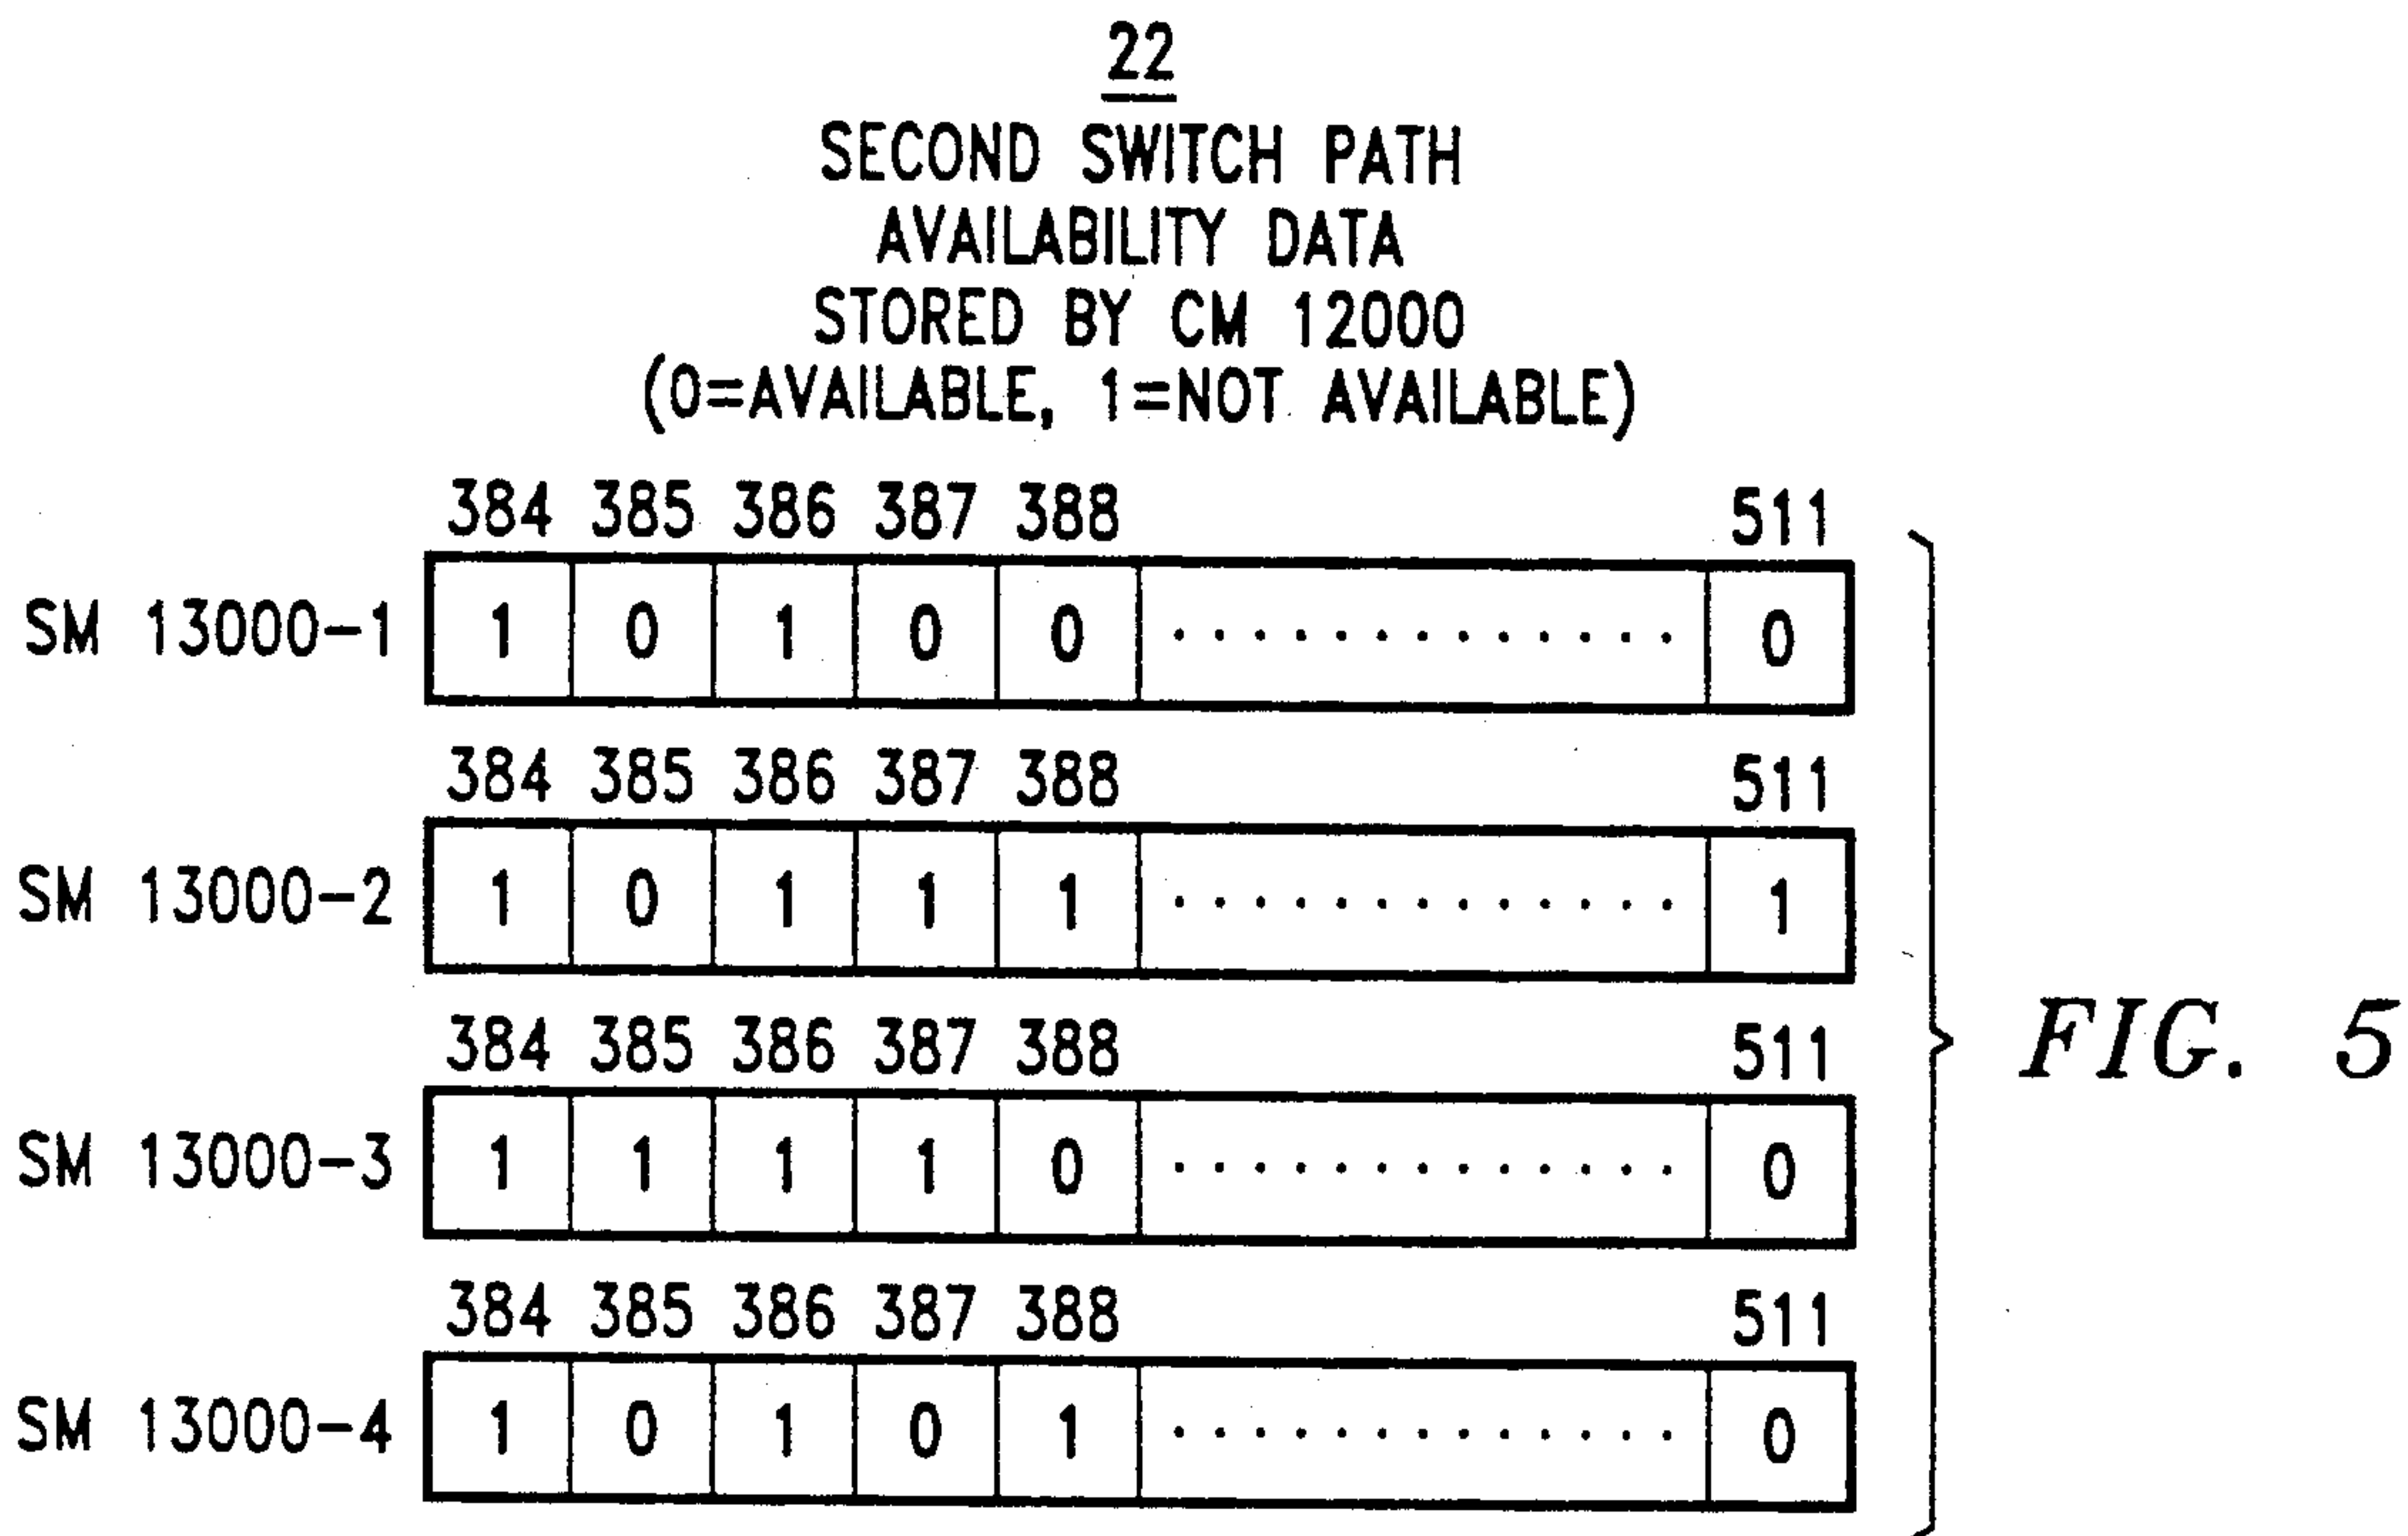 22
SECOND SWITCH PATH
AVAILABILITY DATA
STORED BY CM 12000
(0=AVAILABLE, 1=NOT AVAILABLE)
384 385 386 387 388 511
SM 13000-1 1 0 1 0 0 .............. 0
384 385 386 387 388 511
SM 13000-2 1 0 1 1 1 .............. 1
384 385 386 387 388 511
SM 13000-3 1 1 1 1 0 .............. 0
384 385 386 387 388 511
SM 13000-4 1 0 1 0 1 .............. 0
FIG. 5